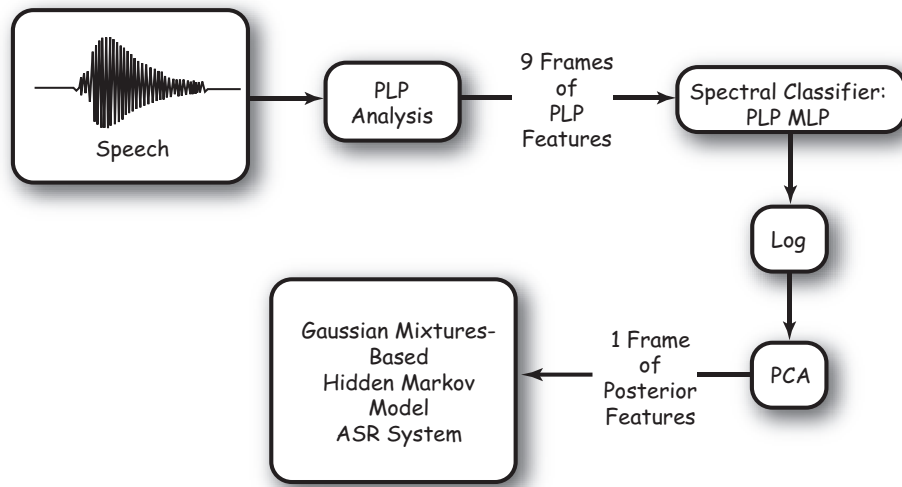 Speech
PLP
Analysis
9 Frames
of
PLP
Features
Spectral Classifier:
PLP MLP
Log
PCA
1 Frame
of
Posterior
Features
Gaussian Mixtures-
Based
Hidden Markov
Model
ASR System